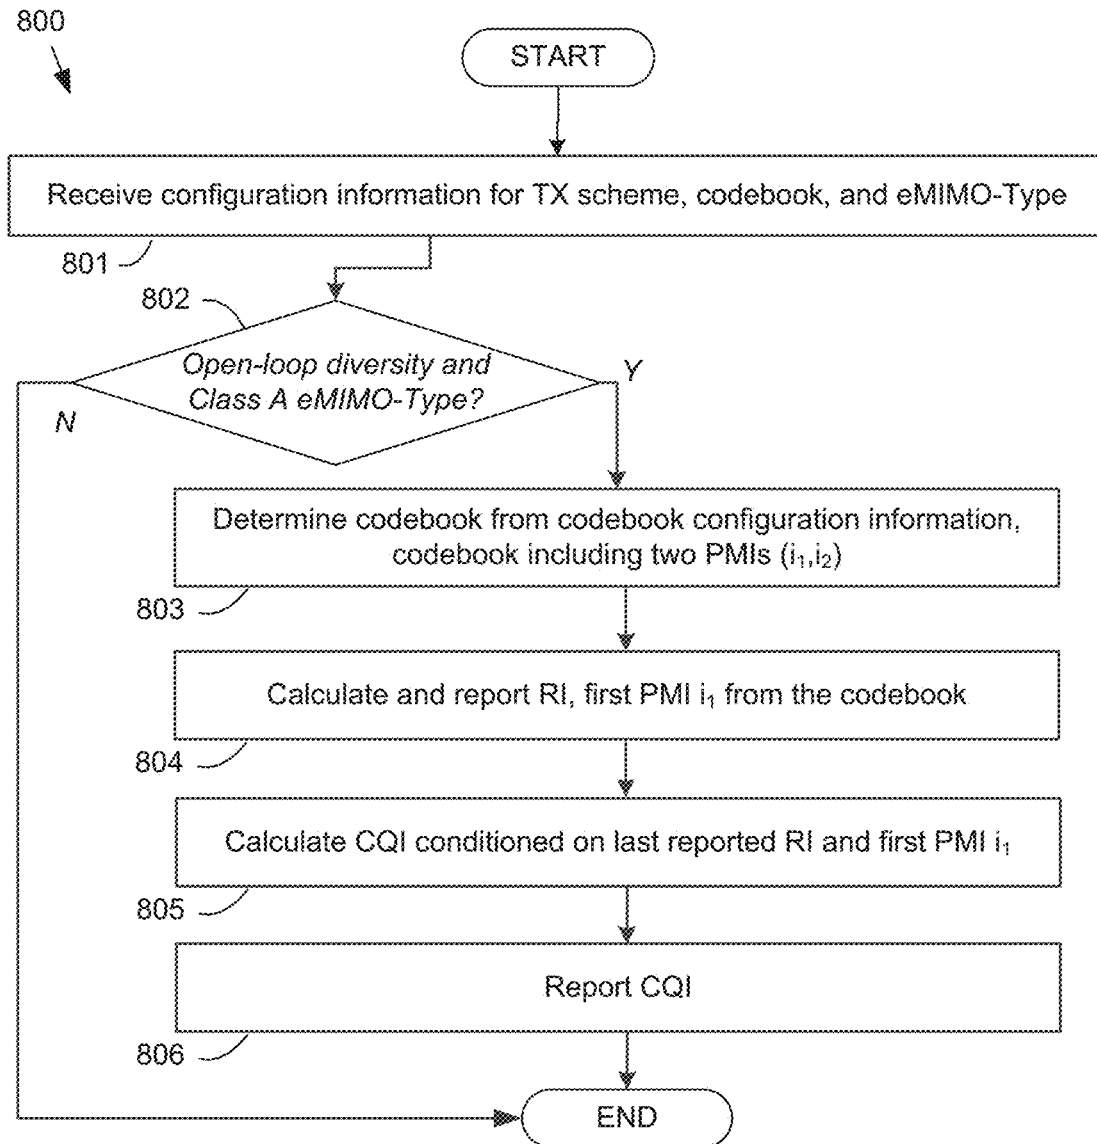 800
START
Receive configuration information for TX scheme, codebook, and eMIMO-Type
801
802
Open-loop diversity and
Class A eMIMO-Type?
Y
N
Determine codebook from codebook configuration information,
codebook including two PMIs (i₁,i₂)
803
Calculate and report RI, first PMI i₁ from the codebook
804
Calculate CQI conditioned on last reported RI and first PMI i₁
805
Report CQI
806
END